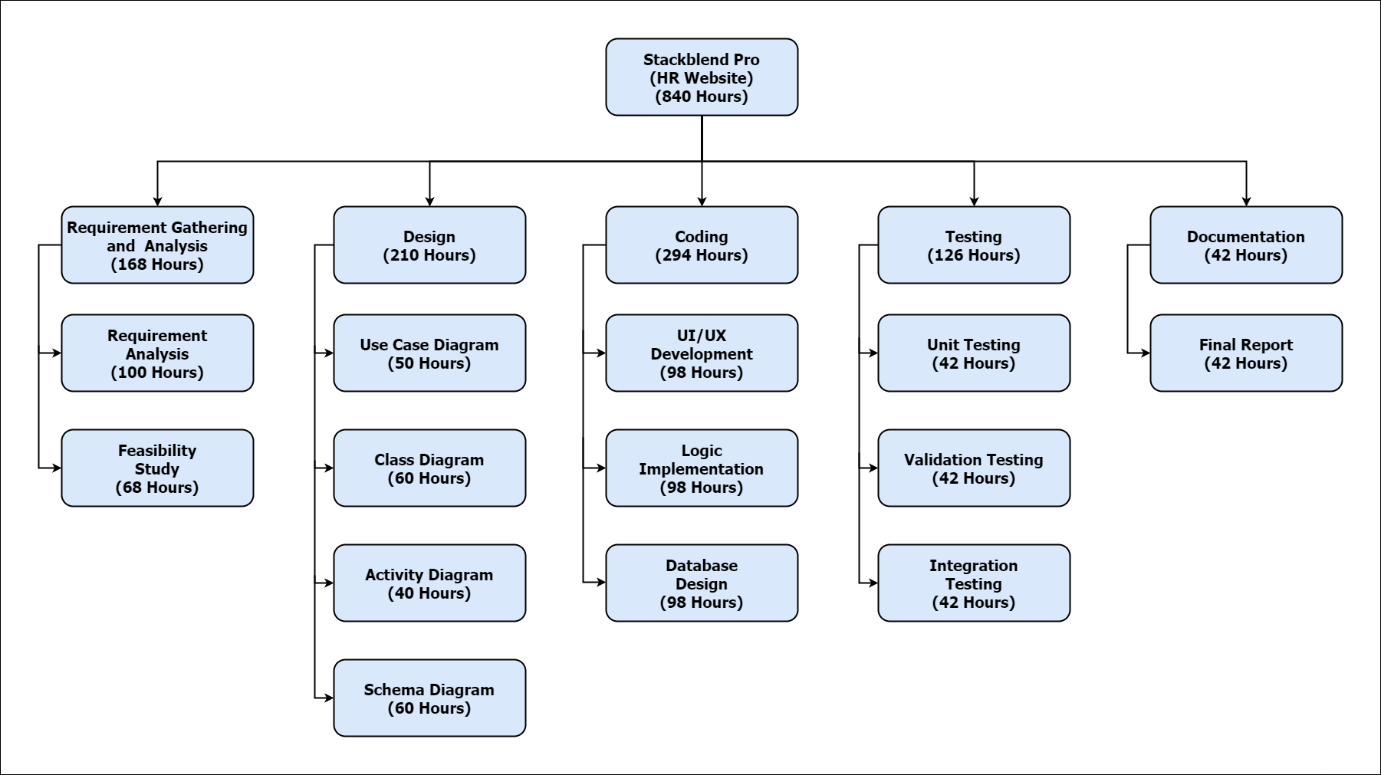 Stackblend Pro
(HR Website)
(840 Hours)
Requirement Gathering
and Analysis
(168 Hours)
Requirement
Analysis
(100 Hours)
Feasibility
Study
(68 Hours)
Design
(210 Hours)
Use Case Diagram
(50 Hours)
Class Diagram
(60 Hours)
Activity Diagram
(40 Hours)
Schema Diagram
(60 Hours)
Coding
(294 Hours)
UI/UX
Development
(98 Hours)
Logic
Implementation
(98 Hours)
Database
Design
(98 Hours)
Testing
(126 Hours)
Unit Testing
(42 Hours)
Validation Testing
(42 Hours)
Integration
Testing
(42 Hours)
Documentation
(42 Hours)
Final Report
(42 Hours)